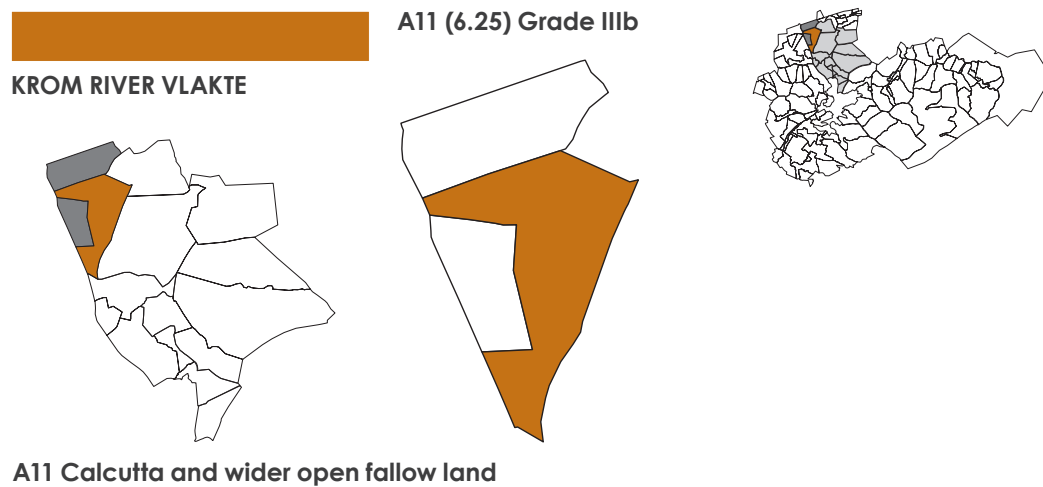 A11 (6.25) Grade IIIb
KROM RIVER VLAKTE
A11 Calcutta and wider open fallow land